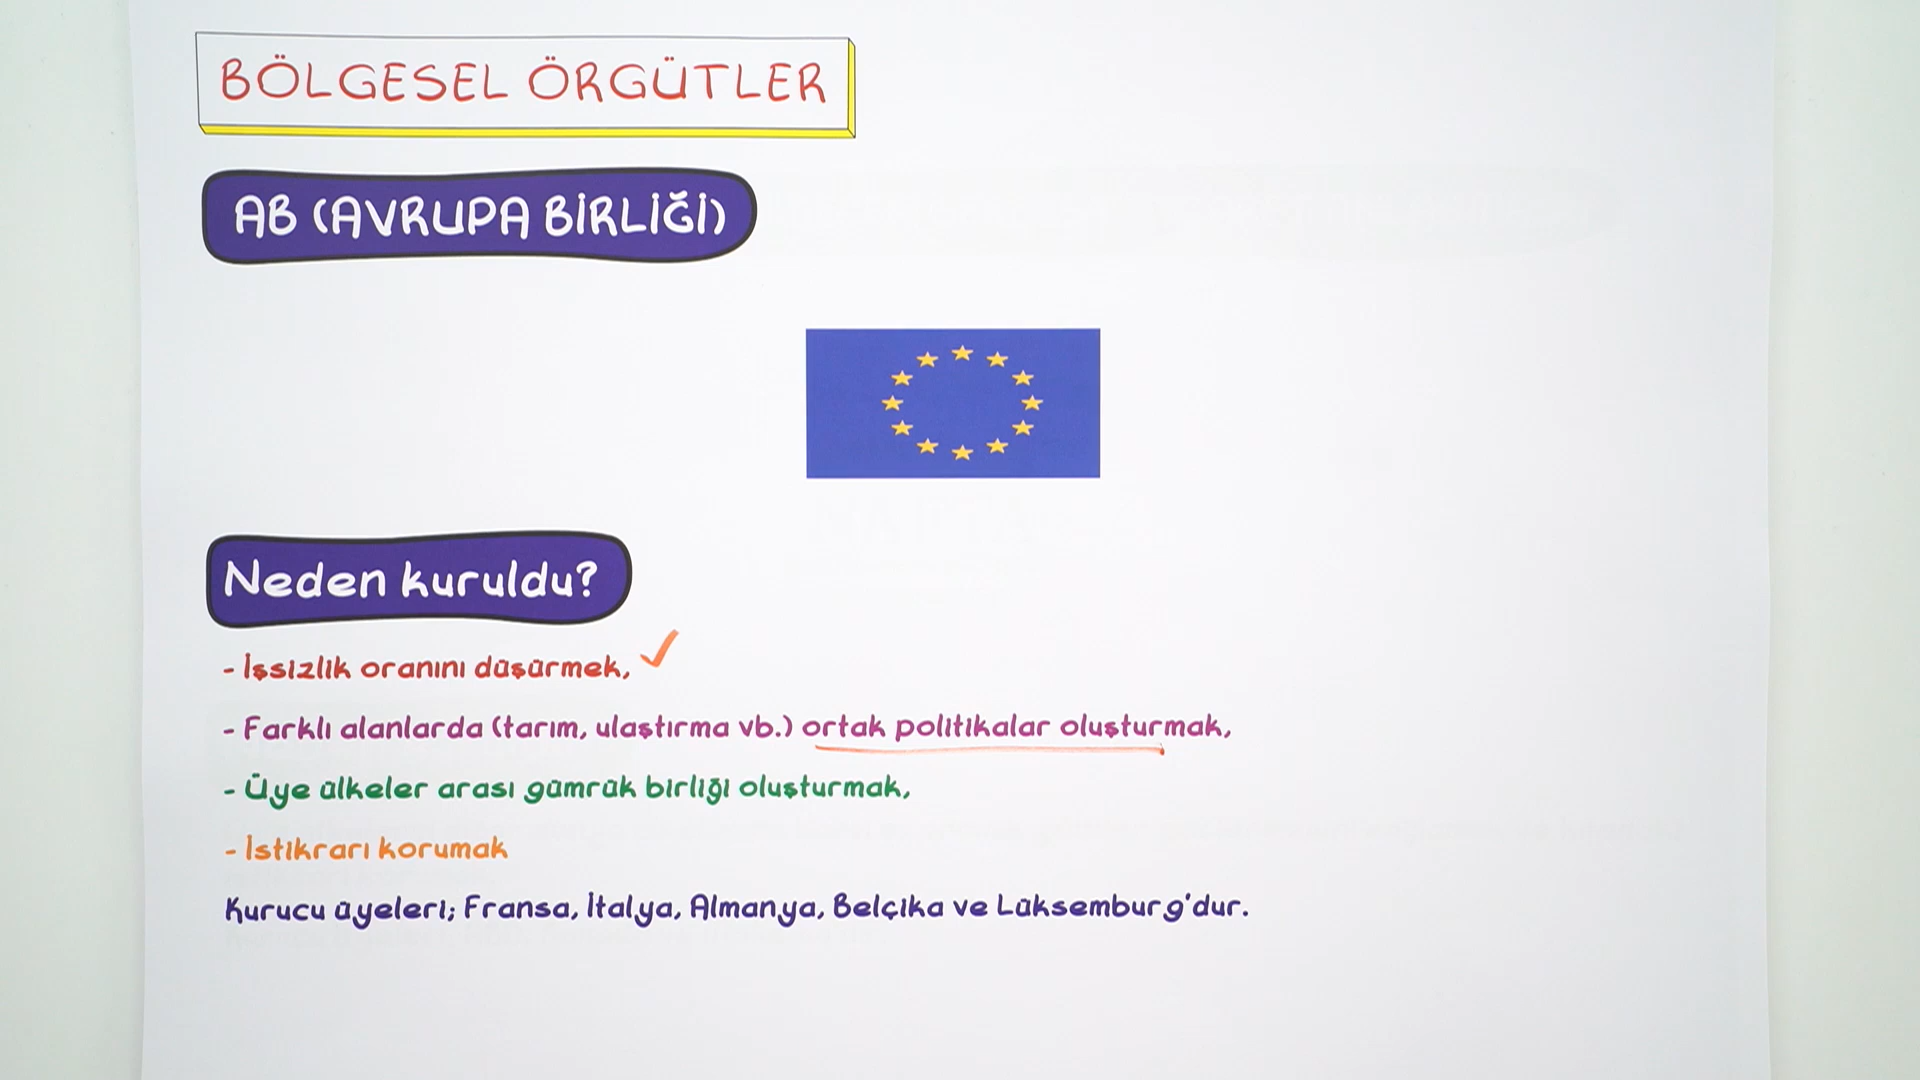 BÖLGESEL ÖRGÜTLER
AB (AVRUPA BİRLİĞİ)
Neden kuruldu?
- İşsizlik oranını düşürmek,
- Farklı alanlarda (tarım, ulaştırma vb.) ortak politikalar oluşturmak,
- Üye ülkeler arası gümrük birliği oluşturmak,
- İstikrarı korumak
Kurucu üyeleri; Fransa, İtalya, Almanya, Belçika ve Lüksemburg'dur.